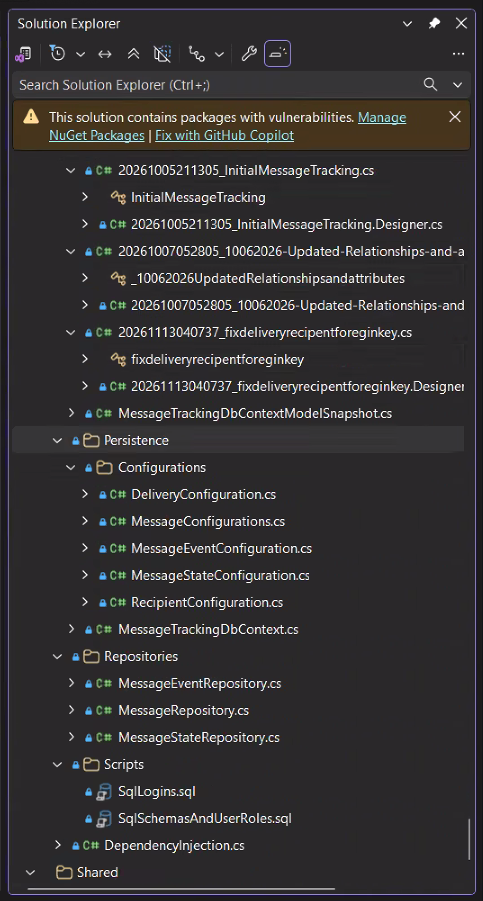 Solution Explorer
Search Solution Explorer (Ctrl+;)
This solution contains packages with vulnerabilities. Manage
NuGet Packages | Fix with GitHub Copilot
C# 20261005211305_InitialMessageTracking.cs
InitialMessageTracking
C# 20261005211305_InitialMessageTracking.Designer.cs
C# 20261007052805_10062026-Updated-Relationships-and-a
_10062026UpdatedRelationshipsandattributes
C# 20261007052805_10062026-Updated-Relationships-and
C# 20261113040737_fixdeliveryrecipentforeginkey.cs
fixdeliveryrecipentforeginkey
C# 20261113040737_fixdeliveryrecipentforeginkey.Designer
C# MessageTrackingDbContextModelSnapshot.cs
Persistence
Configurations
C# DeliveryConfiguration.cs
C# MessageConfigurations.cs
C# MessageEventConfiguration.cs
C# MessageStateConfiguration.cs
C# RecipientConfiguration.cs
C# MessageTrackingDbContext.cs
Repositories
C# MessageEventRepository.cs
C# MessageRepository.cs
C# MessageStateRepository.cs
Scripts
SqlLogins.sql
SqlSchemasAndUserRoles.sql
C# DependencyInjection.cs
Shared